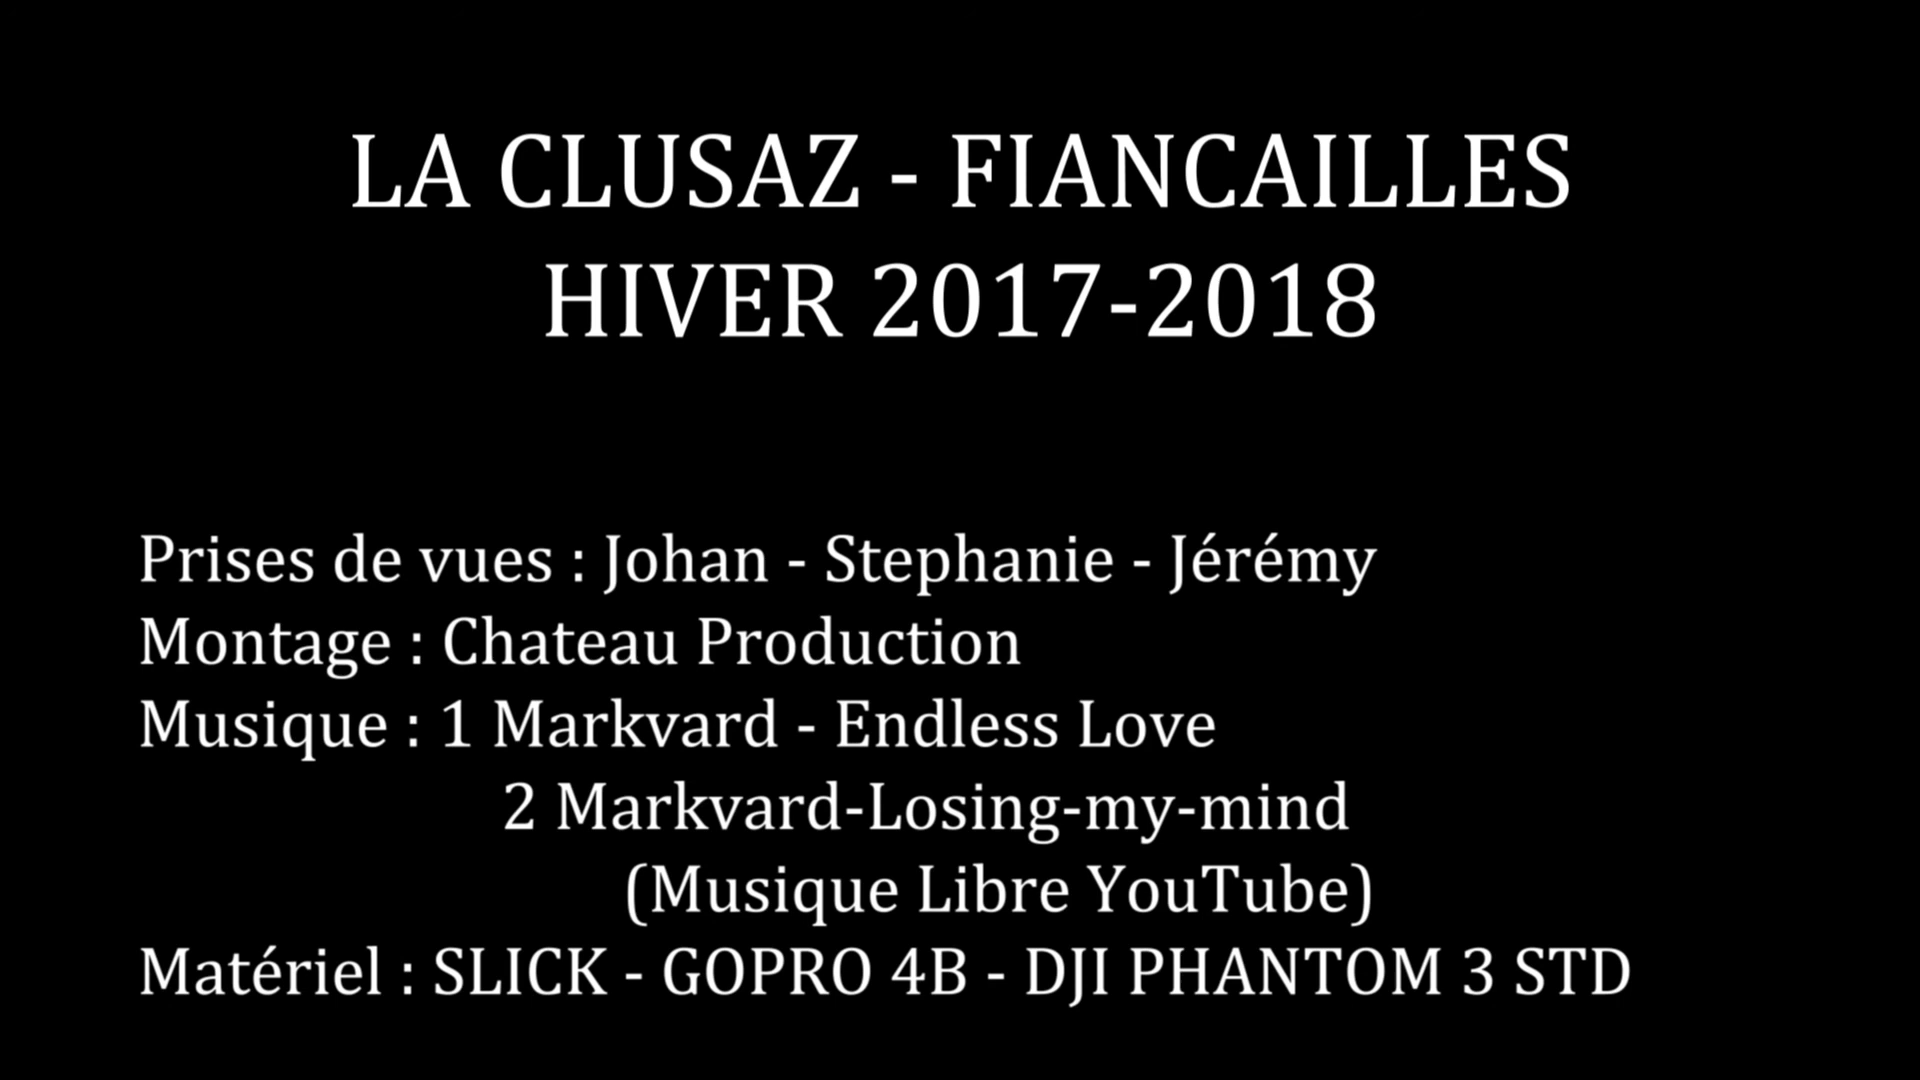 LA CLUSAZ - FIANCAILLES
HIVER 2017-2018
Prises de vues : Johan - Stephanie - Jérémy
Montage : Chateau Production
Musique : 1 Markvard - Endless Love
2 Markvard-Losing-my-mind
(Musique Libre YouTube)
Matériel : SLICK - GOPRO 4B - DJI PHANTOM 3 STD